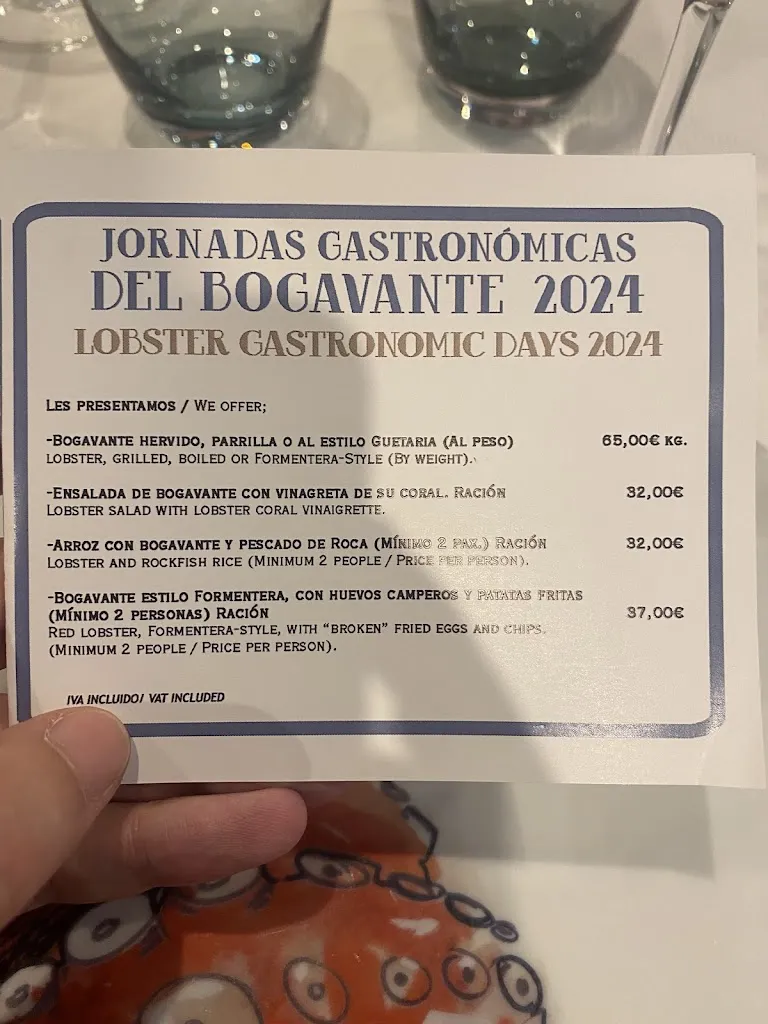 JORNADAS GASTRONÓMICAS
DEL BOGAVANTE 2024
LOBSTER GASTRONOMIC DAYS 2024
LES PRESENTAMOS / WE OFFER;
-BOGAVANTE HERVIDO, PARRILLA O AL ESTILO GUETARIA (AL PESO) 65,00€ KG.
LOBSTER, GRILLED, BOILED OR FORMENTERA-STYLE (BY WEIGHT).
-ENSALADA DE BOGAVANTE CON VINAGRETA DE SU CORAL. RACIÓN 32,00€
LOBSTER SALAD WITH LOBSTER CORAL VINAIGRETTE.
-ARROZ CON BOGAVANTE Y PESCADO DE ROCA (MÍNIMO 2 PAX.) RACIÓN 32,00€
LOBSTER AND ROCKFISH RICE (MINIMUM 2 PEOPLE / PRICE PER PERSON).
-BOGAVANTE ESTILO FORMENTERA, CON HUEVOS CAMPEROS Y PATATAS FRITAS
(MÍNIMO 2 PERSONAS) RACIÓN 37,00€
RED LOBSTER, FORMENTERA-STYLE, WITH “BROKEN” FRIED EGGS AND CHIPS.
(MINIMUM 2 PEOPLE / PRICE PER PERSON).
IVA INCLUIDO/ VAT INCLUDED